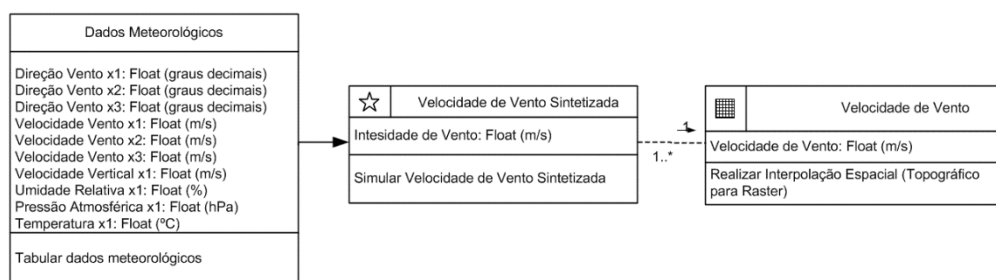 Dados Meteorológicos
Direção Vento x1: Float (graus decimais)
Direção Vento x2: Float (graus decimais)
Direção Vento x3: Float (graus decimais)
Velocidade Vento x1: Float (m/s)
Velocidade Vento x2: Float (m/s)
Velocidade Vento x3: Float (m/s)
Velocidade Vertical x1: Float (m/s)
Umidade Relativa x1: Float (%)
Pressão Atmosférica x1: Float (hPa)
Temperatura x1: Float (ºC)
Tabular dados meteorológicos
Velocidade de Vento Sintetizada
Intesidade de Vento: Float (m/s)
Simular Velocidade de Vento Sintetizada
1
1..*
Velocidade de Vento
Velocidade de Vento: Float (m/s)
Realizar Interpolação Espacial (Topográfico
para Raster)